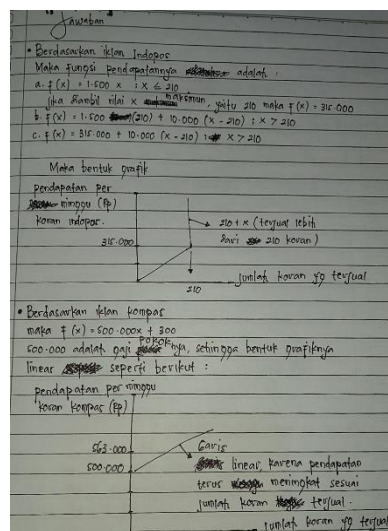 Jawaban
• Berdasarkan iklan Indopos
Maka fungsi pendapatannya adalah :
a. f(x) = 1.500 x ; x ≤ 210
jika diambil nilai x maksimum, yaitu 210 maka f(x) = 315.000
b. f(x) = 1.500 (210) + 10.000 (x - 210) ; x > 210
c. f(x) = 315.000 + 10.000 (x - 210) ; x > 210
Maka bentuk grafik
pendapatan per
minggu (Rp)
koran indopos.
315.000
210 + x (terjual lebih
dari 210 koran)
jumlah koran yg terjual
210
• Berdasarkan iklan kompas
maka f(x) = 500.000x + 300
500.000 adalah gaji pokoknya, sehingga bentuk grafiknya
linear seperti berikut :
pendapatan per minggu
koran kompas (Rp)
563.000
500.000
Garis
linear, karena pendapatan
terus meningkat sesuai
jumlah koran terjual.
jumlah koran yg terjual